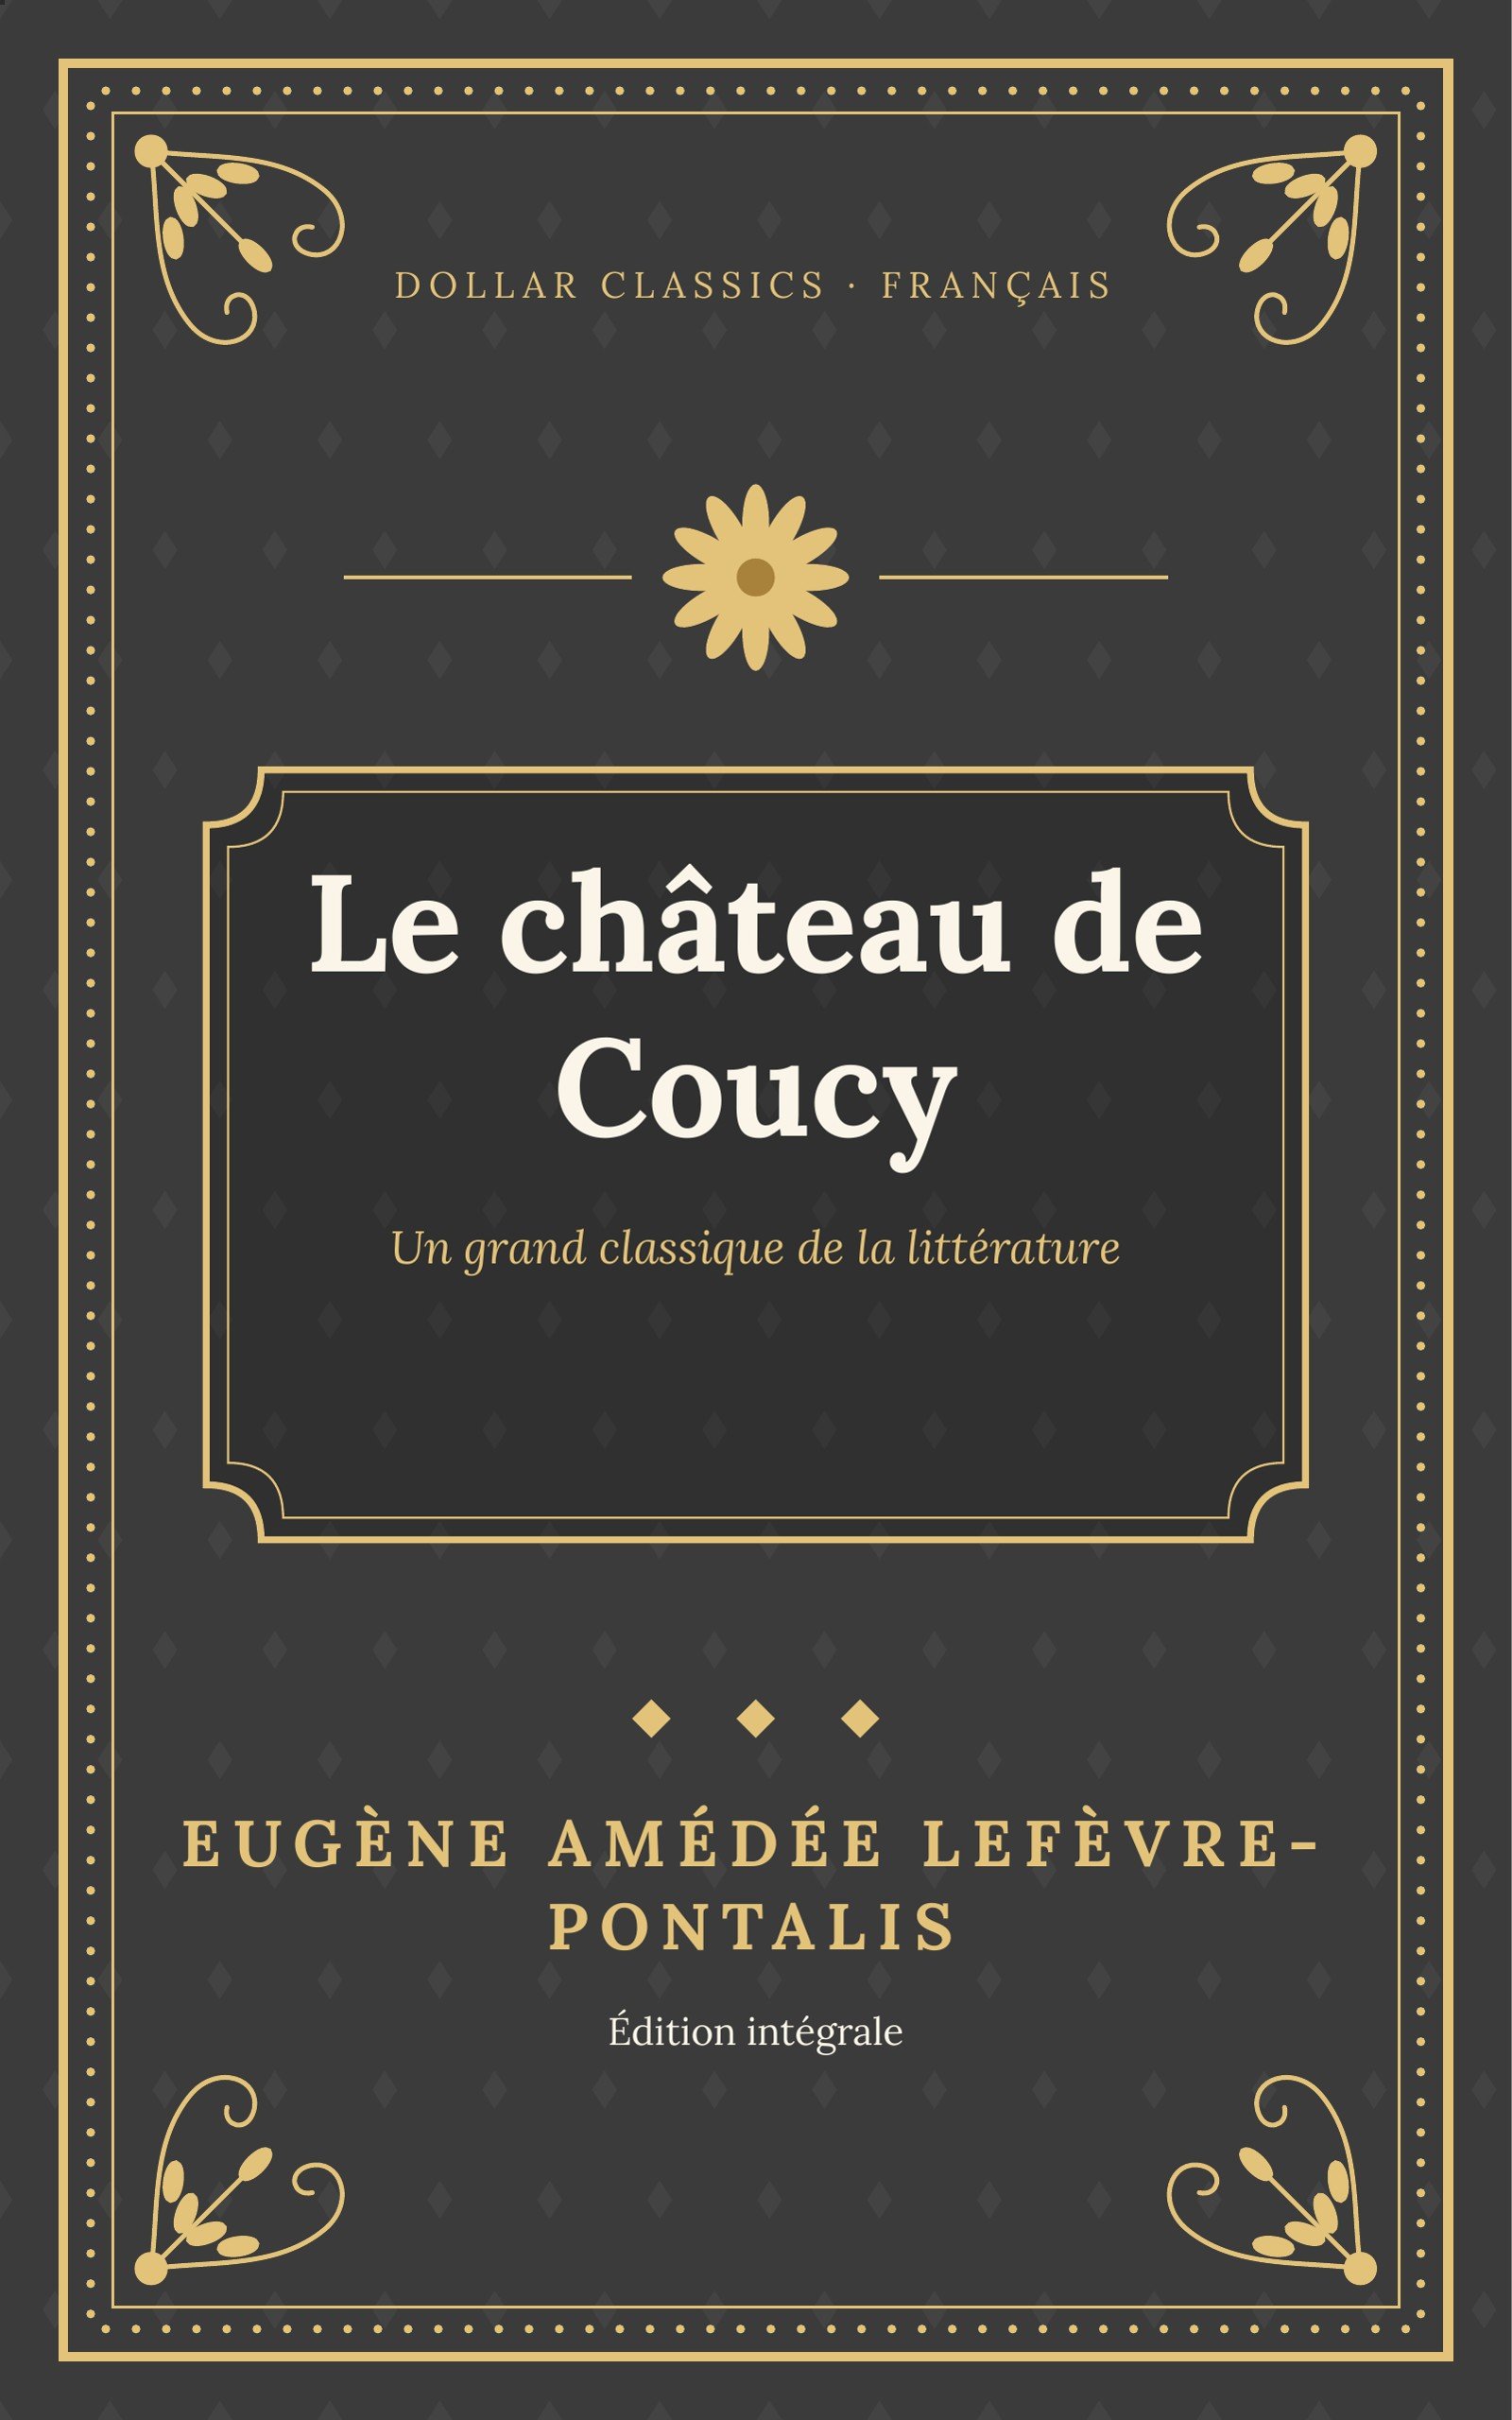 DOLLAR CLASSICS · FRANÇAIS
Le château de
Coucy
Un grand classique de la littérature
EUGÈNE AMÉDÉE LEFÈVRE-
PONTALIS
Édition intégrale